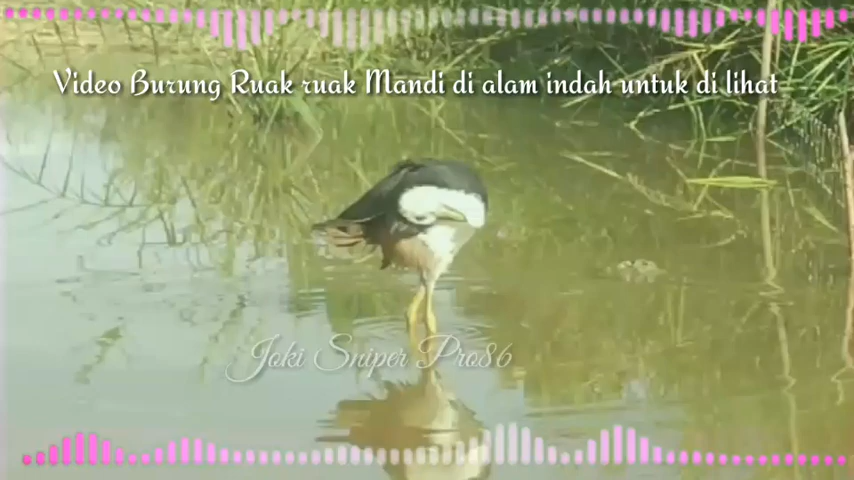 Video Burung Ruak ruak Mandi di alam indah untuk di lihat
Joki Sniper Pro86